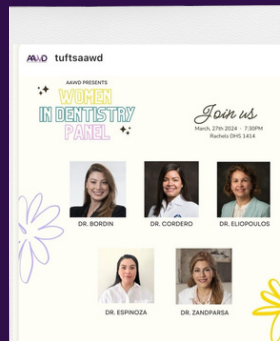 AAWD tuftsaawd
AAWD PRESENTS
WOMEN
IN DENTISTRY
PANEL
Join us
March, 27th 2024 - 7:30PM
Rachels DHS 1414
DR. BORDIN
DR. CORDERO
DR. ELIOPOULOS
DR. ESPINOZA
DR. ZANDPARSA